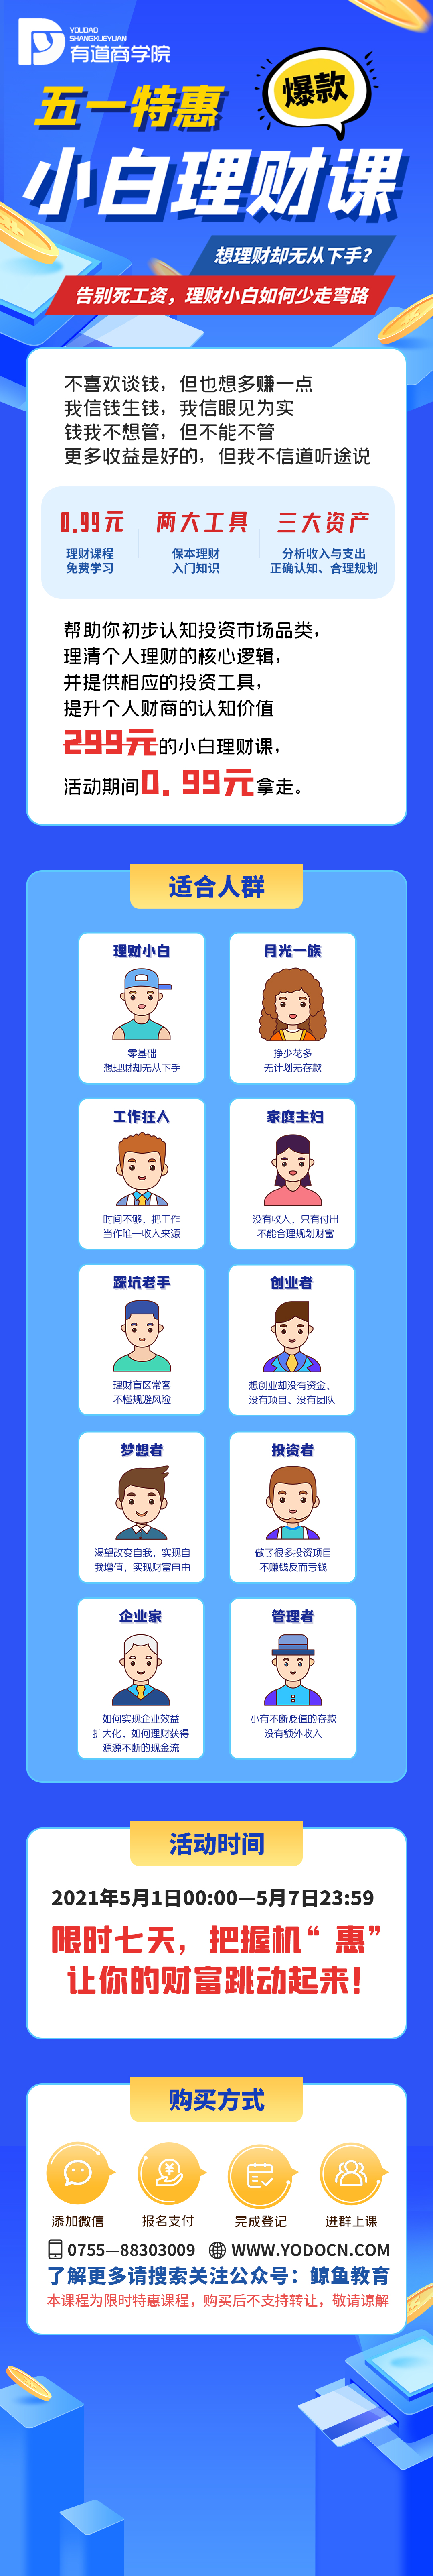 YOUDAO
SHANGXUEYUAN
有道商学院
五一特惠
爆款
小白理财课
想理财却无从下手?
告别死工资，理财小白如何少走弯路
不喜欢谈钱，但也想多赚一点
我信钱生钱，我信眼见为实
钱我不想管，但不能不管
更多收益是好的，但我不信道听途说
0.99元
理财课程
免费学习
两大工具
保本理财
入门知识
三大资产
分析收入与支出
正确认知、合理规划
帮助你初步认知投资市场品类，
理清个人理财的核心逻辑，
并提供相应的投资工具，
提升个人财商的认知价值
299元的小白理财课，
活动期间0.99元拿走。
适合人群
理财小白
零基础
想理财却无从下手
月光一族
挣少花多
无计划无存款
工作狂人
时间不够，把工作
当作唯一收入来源
家庭主妇
没有收入，只有付出
不能合理规划财富
踩坑老手
理财盲区常客
不懂规避风险
创业者
想创业却没有资金、
没有项目、没有团队
梦想者
渴望改变自我，实现自
我增值，实现财富自由
投资者
做了很多投资项目
不赚钱反而亏钱
企业家
如何实现企业效益
扩大化，如何理财获得
源源不断的现金流
管理者
小有不断贬值的存款
没有额外收入
活动时间
2021年5月1日00:00—5月7日23:59
限时七天，把握机“惠”
让你的财富跳动起来!
购买方式
添加微信
报名支付
完成登记
进群上课
0755—88303009
WWW.YODOCN.COM
了解更多请搜索关注公众号：鲸鱼教育
本课程为限时特惠课程，购买后不支持转让，敬请谅解